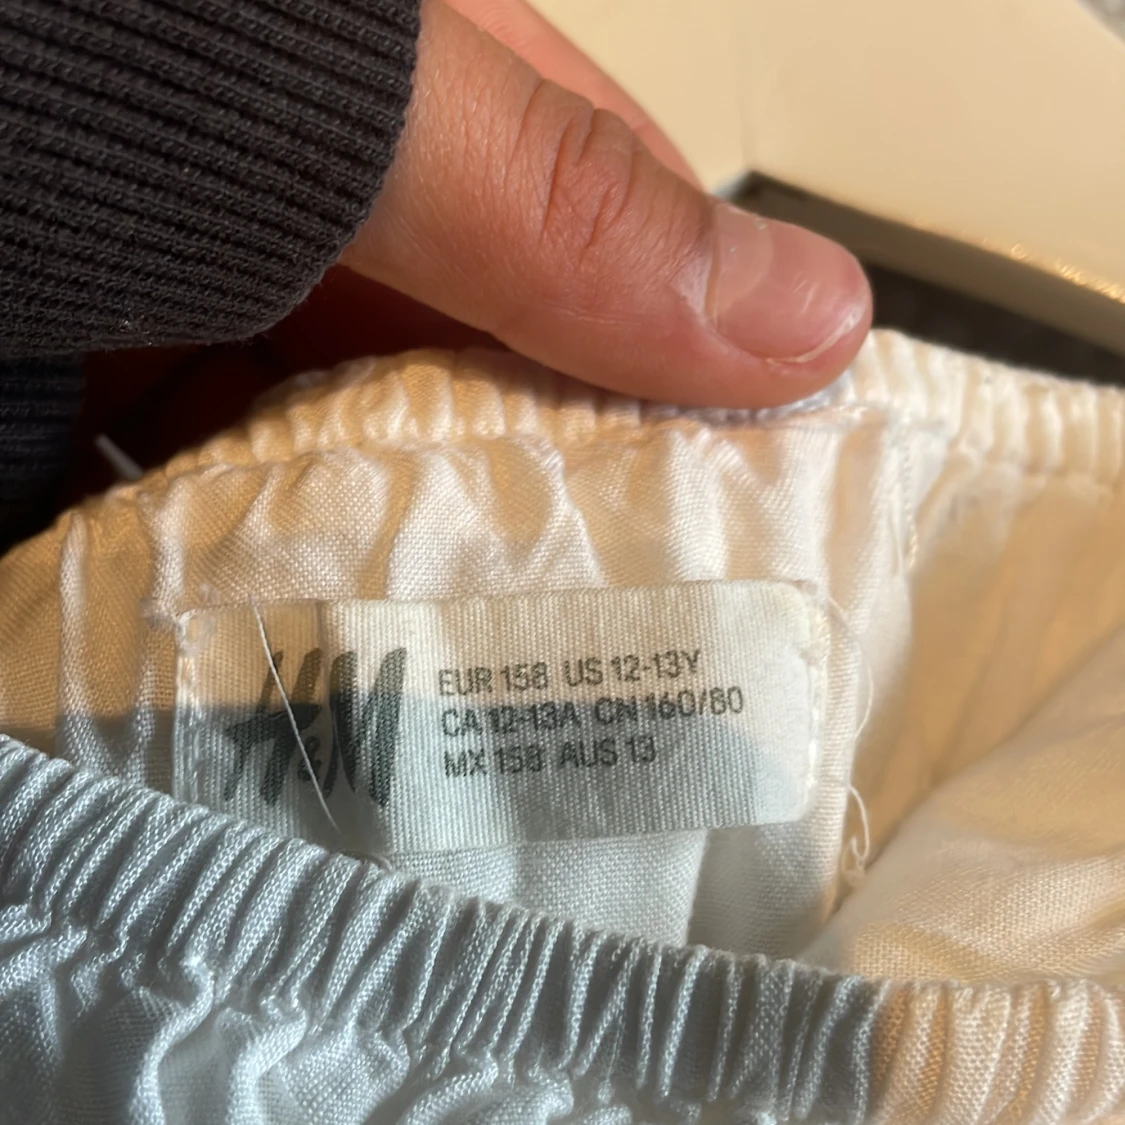 H&M
EUR 158 US 12-13Y
CA 12-13A CN 160/80
MX 158 AUS 13